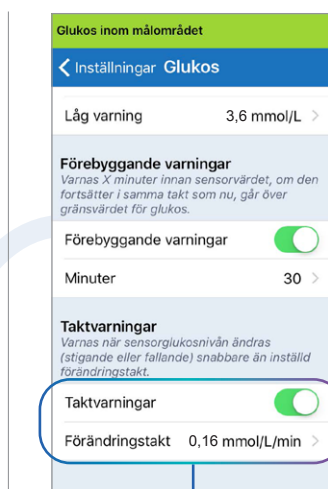 Glukos inom målområdet
Inställningar Glukos
Låg varning 3,6 mmol/L
Förebyggande varningar
Varnas X minuter innan sensorvärdet, om den
fortsätter i samma takt som nu, går över
gränsvärdet för glukos.
Förebyggande varningar
Minuter 30
Taktvarningar
Varnas när sensorglukosnivån ändras
(stigande eller fallande) snabbare än inställd
förändringstakt.
Taktvarningar
Förändringstakt 0,16 mmol/L/min